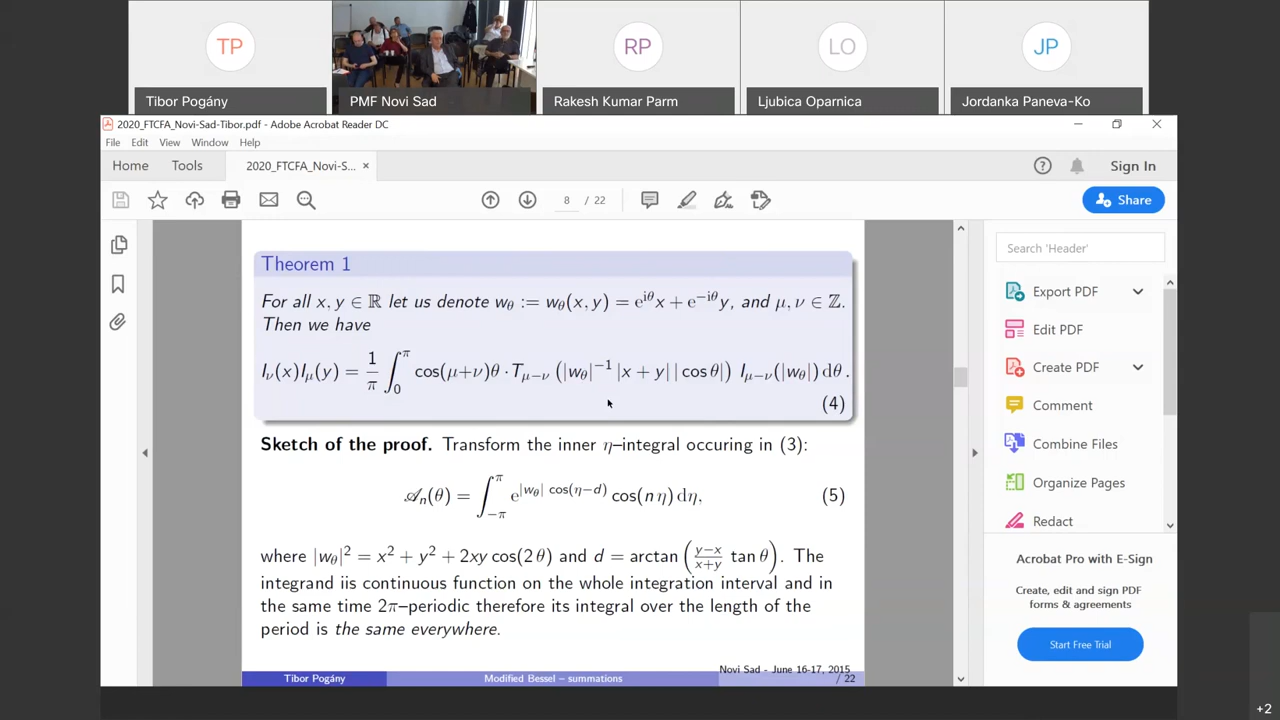 TP
RP
LO
JP
Tibor Pogány
PMF Novi Sad
Rakesh Kumar Parm
Ljubica Oparnica
Jordanka Paneva-Ko
2020_FTCFA_Novi-Sad-Tibor.pdf - Adobe Acrobat Reader DC
File Edit View Window Help
Home Tools 2020_FTCFA_Novi-S... × Sign In
8 / 22
Share
Theorem 1
For all x, y ∈ ℝ let us denote w_θ := w_θ(x, y) = e^{iθ}x + e^{−iθ}y, and μ, ν ∈ ℤ.
Then we have
I_ν(x)I_μ(y) = 1/π ∫_0^π cos(μ+ν)θ · T_{μ−ν} (|w_θ|^{−1} |x + y| | cos θ|) I_{μ−ν}(|w_θ|) dθ .
(4)
Sketch of the proof. Transform the inner η–integral occuring in (3):
𝒜_n(θ) = ∫_{−π}^{π} e^{|w_θ| cos(η−d)} cos(n η) dη, (5)
where |w_θ|² = x² + y² + 2xy cos(2 θ) and d = arctan (y−x/x+y tan θ). The
integrand iis continuous function on the whole integration interval and in
the same time 2π–periodic therefore its integral over the length of the
period is the same everywhere.
Novi Sad - June 16-17, 2015
Tibor Pogány Modified Bessel – summations / 22
Search 'Header'
Export PDF
Edit PDF
Create PDF
Comment
Combine Files
Organize Pages
Redact
Acrobat Pro with E-Sign
Create, edit and sign PDF
forms & agreements
Start Free Trial
+2